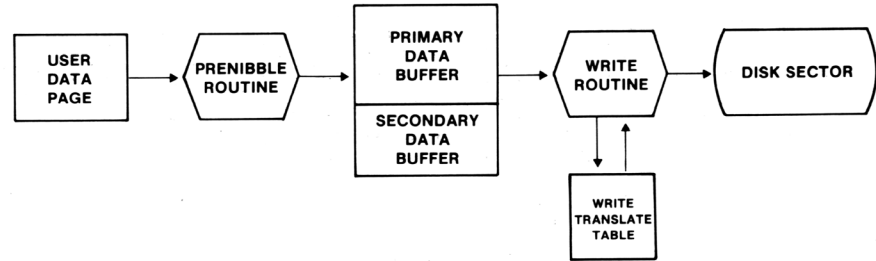 USER
DATA
PAGE
PRENIBBLE
ROUTINE
PRIMARY
DATA
BUFFER
SECONDARY
DATA
BUFFER
WRITE
ROUTINE
WRITE
TRANSLATE
TABLE
DISK SECTOR